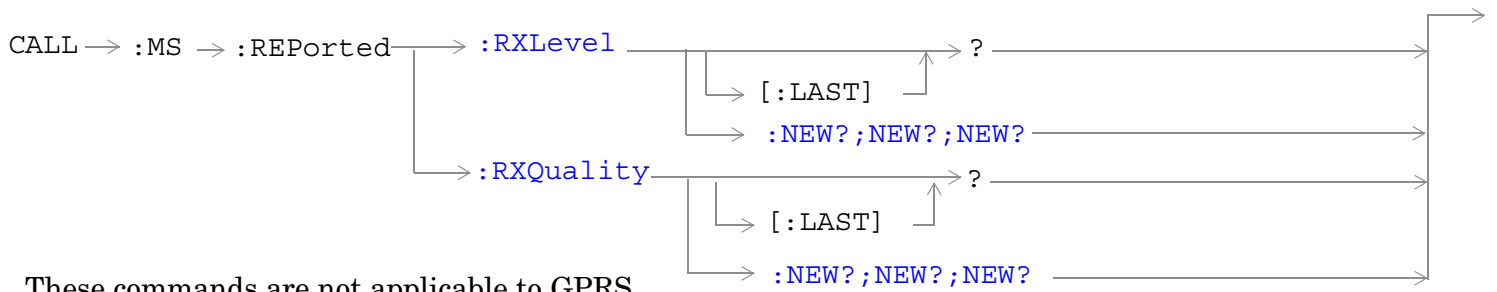 CALL :MS :REPorted :RXLevel ?
[:LAST]
:NEW?;NEW?;NEW?
:RXQuality ?
[:LAST]
:NEW?;NEW?;NEW?
These commands are not applicable to GPRS